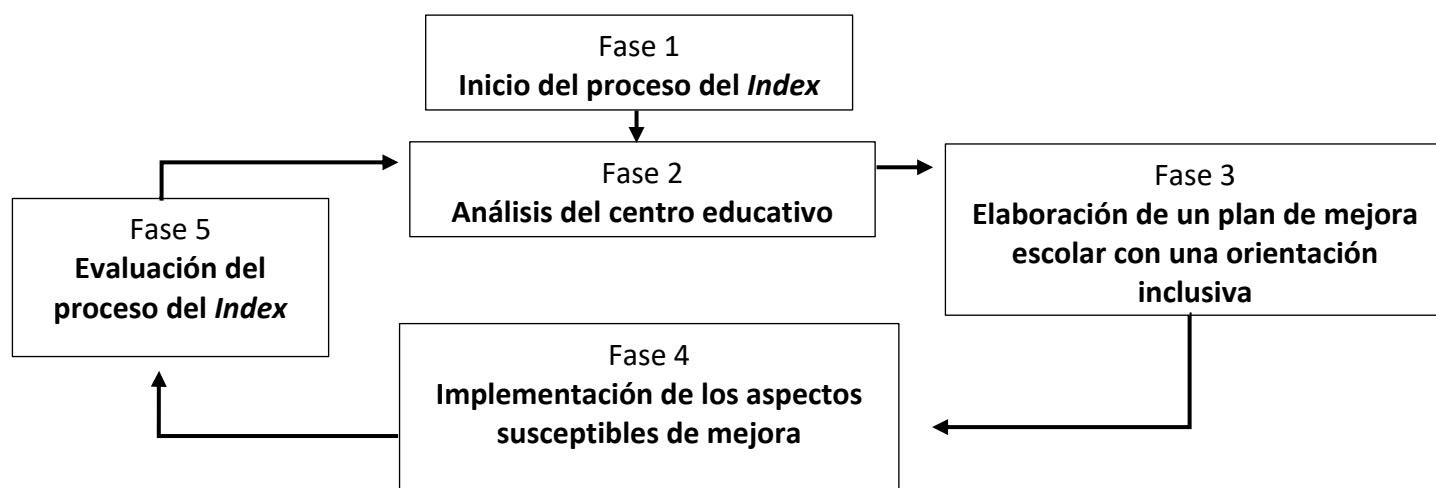 Fase 1
Inicio del proceso del Index
Fase 2
Análisis del centro educativo
Fase 3
Elaboración de un plan de mejora
escolar con una orientación
inclusiva
Fase 4
Implementación de los aspectos
susceptibles de mejora
Fase 5
Evaluación del
proceso del Index